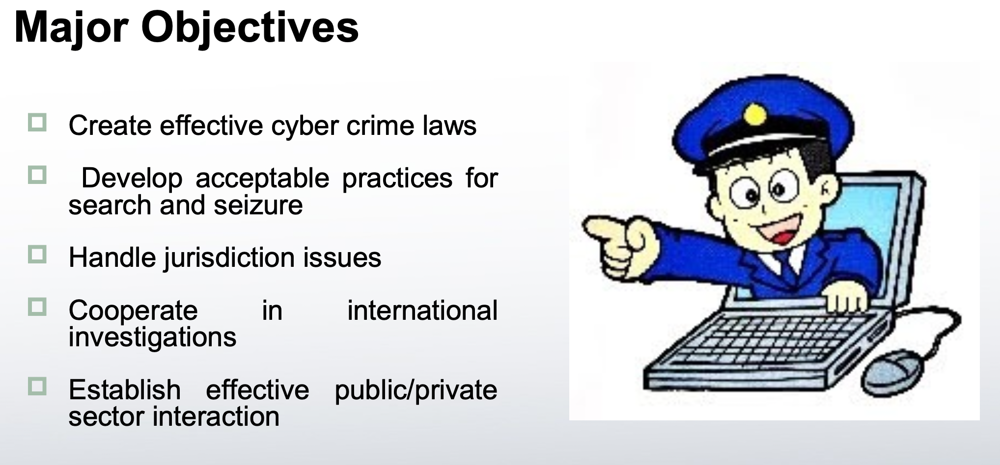 Major Objectives
Create effective cyber crime laws
Develop acceptable practices for
search and seizure
Handle jurisdiction issues
Cooperate in international
investigations
Establish effective public/private
sector interaction